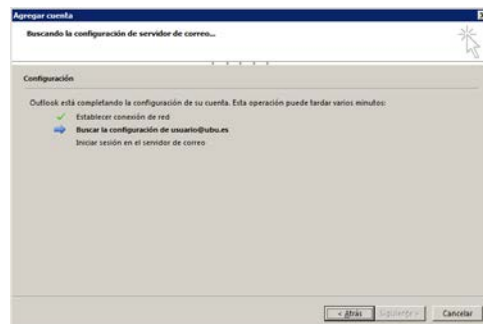 Agregar cuenta
Buscando la configuración de servidor de correo...
Configuración
Outlook está completando la configuración de su cuenta. Esta operación puede tardar varios minutos:
Establecer conexión de red
Buscar la configuración de usuario@ubu.es
Iniciar sesión en el servidor de correo
< Atrás Siguiente > Cancelar